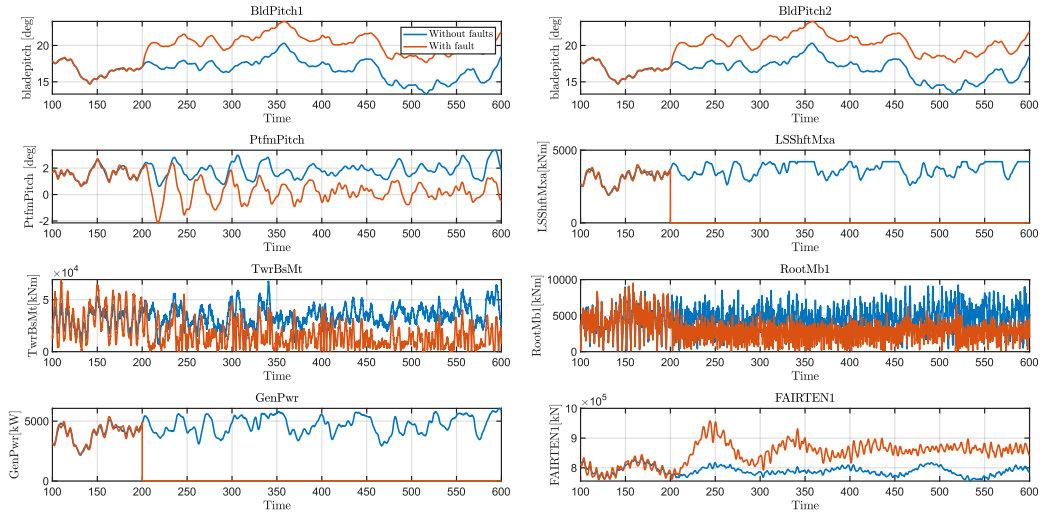 BldPitch1
bladepitch [deg]
20
15
Without faults
With fault
100 150 200 250 300 350 400 450 500 550 600
Time
BldPitch2
bladepitch [deg]
20
15
100 150 200 250 300 350 400 450 500 550 600
Time
PtfmPitch
PtfmPitch [deg]
2
0
-2
100 150 200 250 300 350 400 450 500 550 600
Time
LSShftMxa
LSShftMxa[kNm]
5000
0
100 150 200 250 300 350 400 450 500 550 600
Time
TwrBsMt
×10^4
TwrBsMt[kNm]
5
0
100 150 200 250 300 350 400 450 500 550 600
Time
RootMb1
RootMb1[kNm]
10000
5000
0
100 150 200 250 300 350 400 450 500 550 600
Time
GenPwr
GenPwr[kW]
5000
0
100 150 200 250 300 350 400 450 500 550 600
Time
FAIRTEN1
×10^5
FAIRTEN1[kN]
10
9
8
100 150 200 250 300 350 400 450 500 550 600
Time